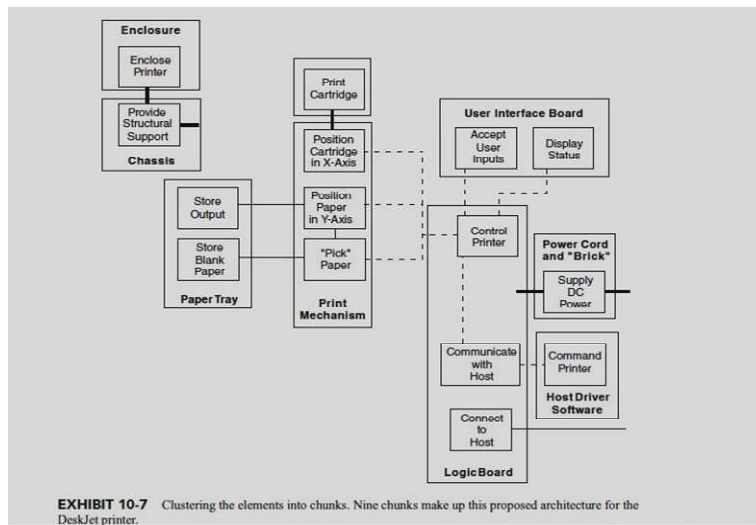 Enclosure
Enclose
Printer
Provide
Structural
Support
Chassis
Print
Cartridge
Position
Cartridge
in X-Axis
Position
Paper
in Y-Axis
"Pick"
Paper
Print
Mechanism
Store
Output
Store
Blank
Paper
Paper Tray
User Interface Board
Accept
User
Inputs
Display
Status
Control
Printer
Communicate
with
Host
Connect
to
Host
Logic Board
Power Cord
and "Brick"
Supply
DC
Power
Command
Printer
Host Driver
Software
EXHIBIT 10-7 Clustering the elements into chunks. Nine chunks make up this proposed architecture for the
DeskJet printer.